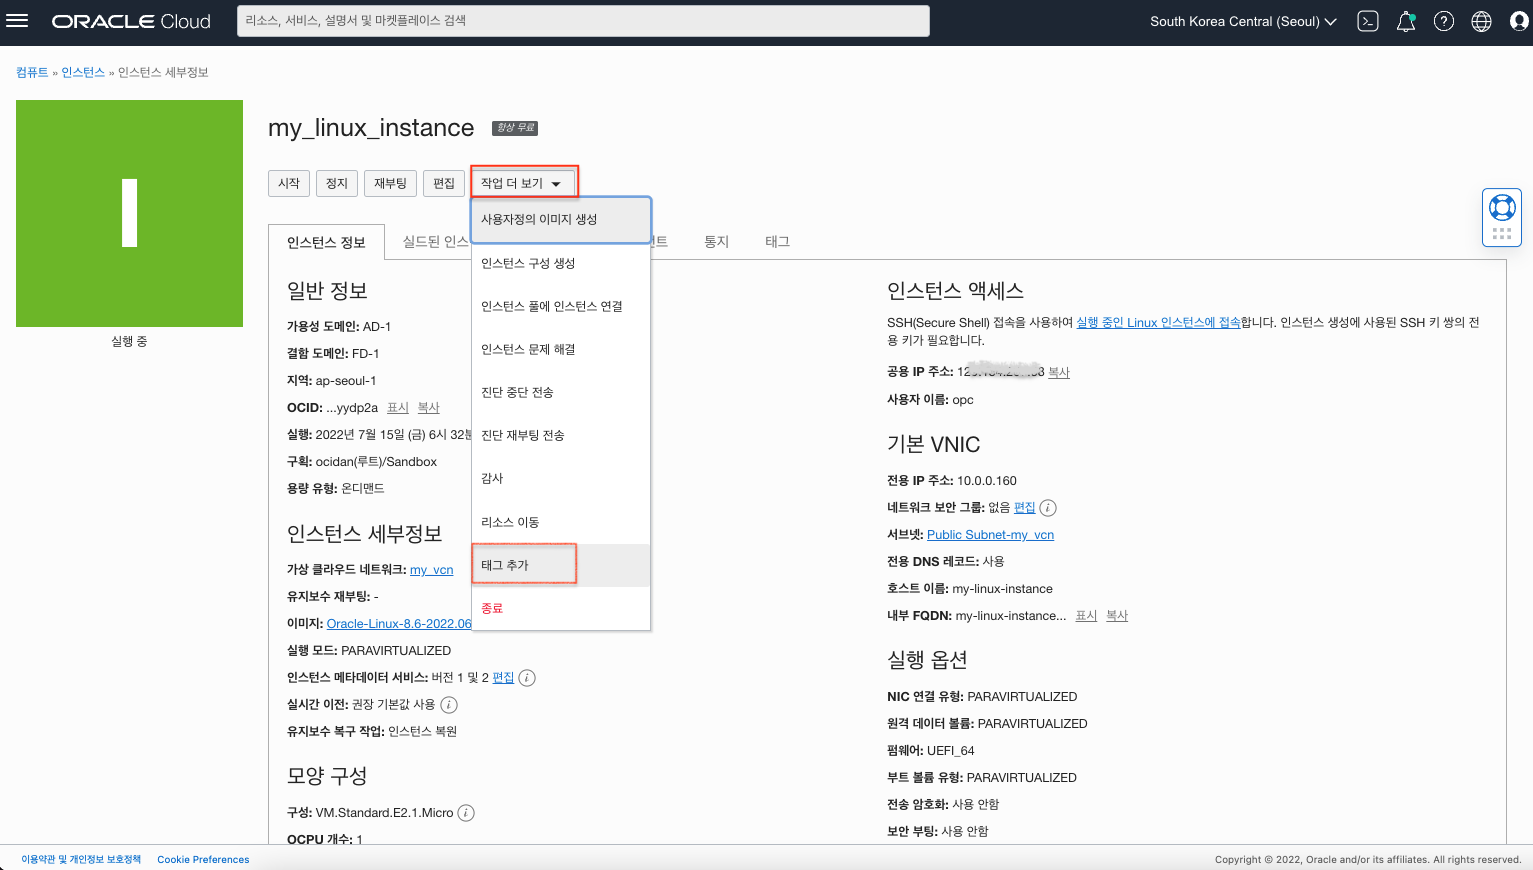 ORACLE Cloud
리소스, 서비스, 설명서 및 마켓플레이스 검색
South Korea Central (Seoul)
컴퓨트 » 인스턴스 » 인스턴스 세부정보
I
실행 중
my_linux_instance 항상 무료
시작 정지 재부팅 편집 작업 더 보기
사용자정의 이미지 생성
인스턴스 구성 생성
인스턴스 풀에 인스턴스 연결
인스턴스 문제 해결
진단 중단 전송
진단 재부팅 전송
감사
리소스 이동
태그 추가
종료
인스턴스 정보 실드된 인스 통지 태그
일반 정보
가용성 도메인: AD-1
결함 도메인: FD-1
지역: ap-seoul-1
OCID: ...yydp2a 표시 복사
실행: 2022년 7월 15일 (금) 6시 32분
구획: ocidan(루트)/Sandbox
용량 유형: 온디맨드
인스턴스 세부정보
가상 클라우드 네트워크: my_vcn
유지보수 재부팅: -
이미지: Oracle-Linux-8.6-2022.06
실행 모드: PARAVIRTUALIZED
인스턴스 메타데이터 서비스: 버전 1 및 2 편집
실시간 이전: 권장 기본값 사용
유지보수 복구 작업: 인스턴스 복원
모양 구성
구성: VM.Standard.E2.1.Micro
OCPU 개수: 1
인스턴스 액세스
SSH(Secure Shell) 접속을 사용하여 실행 중인 Linux 인스턴스에 접속합니다. 인스턴스 생성에 사용된 SSH 키 쌍의 전
용 키가 필요합니다.
공용 IP 주소: 복사
사용자 이름: opc
기본 VNIC
전용 IP 주소: 10.0.0.160
네트워크 보안 그룹: 없음 편집
서브넷: Public Subnet-my_vcn
전용 DNS 레코드: 사용
호스트 이름: my-linux-instance
내부 FQDN: my-linux-instance... 표시 복사
실행 옵션
NIC 연결 유형: PARAVIRTUALIZED
원격 데이터 볼륨: PARAVIRTUALIZED
펌웨어: UEFI_64
부트 볼륨 유형: PARAVIRTUALIZED
전송 암호화: 사용 안함
보안 부팅: 사용 안함
이용약관 및 개인정보 보호정책 Cookie Preferences
Copyright © 2022, Oracle and/or its affiliates. All rights reserved.